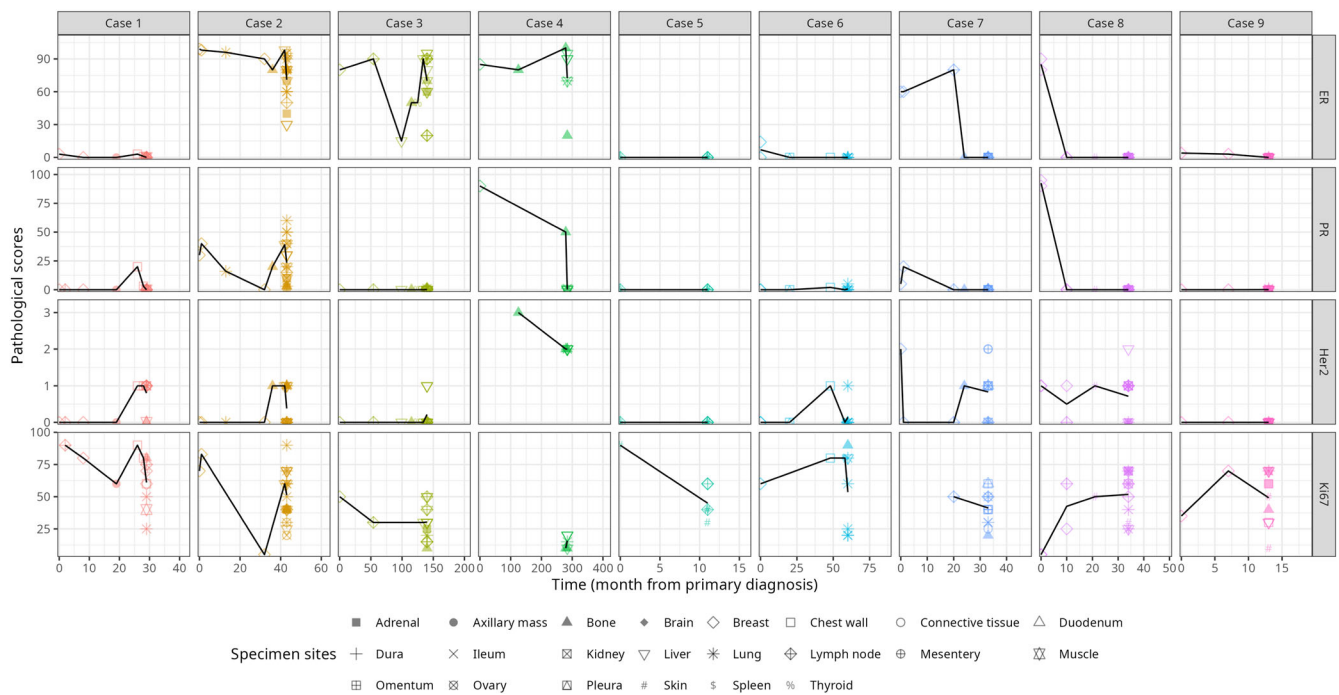 Case 1 Case 2 Case 3 Case 4 Case 5 Case 6 Case 7 Case 8 Case 9
90
60
30
0
ER
100
75
50
25
0
PR
Pathological scores
3
2
1
0
Her2
100
75
50
25
Ki67
0 10 20 30 40 0 20 40 60 0 50 100 150 200 0 100 200 300 400 0 5 10 15 0 25 50 75 0 20 40 0 10 20 30 40 50 0 5 10 15
Time (month from primary diagnosis)
Adrenal Axillary mass Bone Brain Breast Chest wall Connective tissue Duodenum
Specimen sites Dura Ileum Kidney Liver Lung Lymph node Mesentery Muscle
Omentum Ovary Pleura # Skin $ Spleen % Thyroid